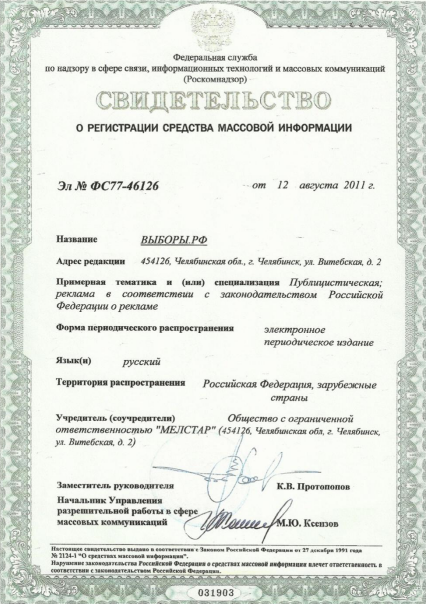 Федеральная служба
по надзору в сфере связи, информационных технологий и массовых коммуникаций
(Роскомнадзор)
СВИДЕТЕЛЬСТВО
О РЕГИСТРАЦИИ СРЕДСТВА МАССОВОЙ ИНФОРМАЦИИ
Эл № ФС77-46126 от 12 августа 2011 г.
Название ВЫБОРЫ.РФ
Адрес редакции 454126, Челябинская обл., г. Челябинск, ул. Витебская, д. 2
Примерная тематика и (или) специализация Публицистическая;
реклама в соответствии с законодательством Российской
Федерации о рекламе
Форма периодического распространения электронное
периодическое издание
Язык(и) русский
Территория распространения Российская Федерация, зарубежные
страны
Учредитель (соучредители) Общество с ограниченной
ответственностью "МЕЛСТАР" (454126, Челябинская обл, г. Челябинск,
ул. Витебская, д. 2)
Заместитель руководителя К.В. Протопопов
Начальник Управления
разрешительной работы в сфере
массовых коммуникаций М.Ю. Ксензов
Настоящее свидетельство выдано в соответствии с Законом Российской Федерации от 27 декабря 1991 года
№ 2124-1 "О средствах массовой информации".
Нарушение законодательства Российской Федерации о средствах массовой информации влечет ответственность в
соответствии с законодательством Российской Федерации.
031903